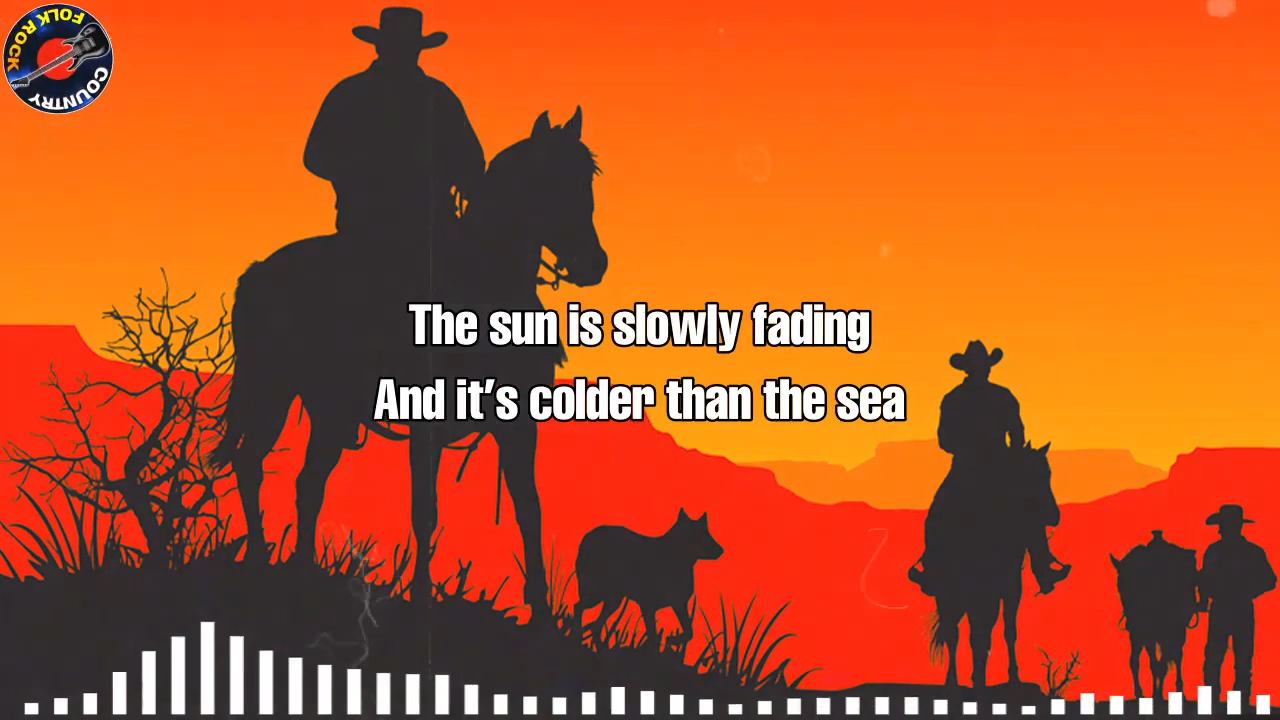 FOLK ROCK
COUNTRY
The sun is slowly fading
And it's colder than the sea